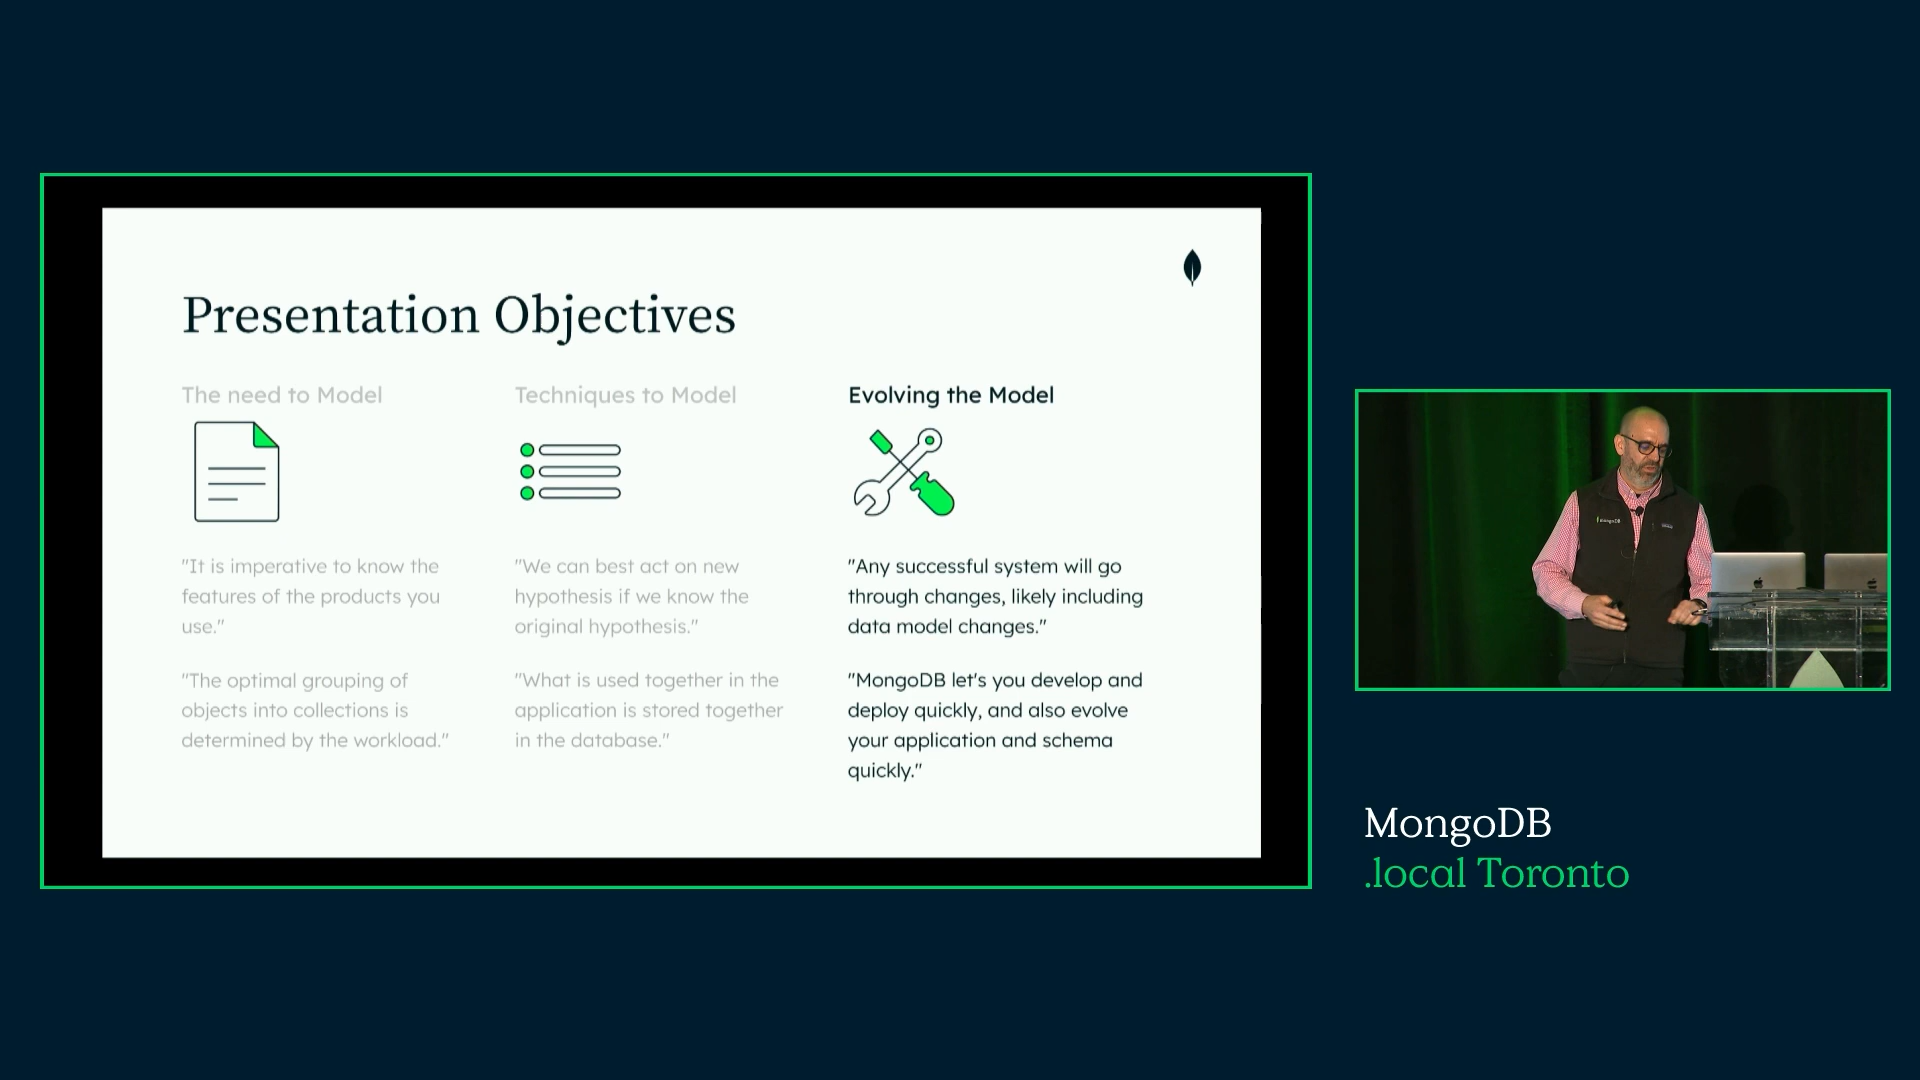 Presentation Objectives
The need to Model
"It is imperative to know the
features of the products you
use."
"The optimal grouping of
objects into collections is
determined by the workload."
Techniques to Model
"We can best act on new
hypothesis if we know the
original hypothesis."
"What is used together in the
application is stored together
in the database."
Evolving the Model
"Any successful system will go
through changes, likely including
data model changes."
"MongoDB let's you develop and
deploy quickly, and also evolve
your application and schema
quickly."
mongoDB
MongoDB
.local Toronto